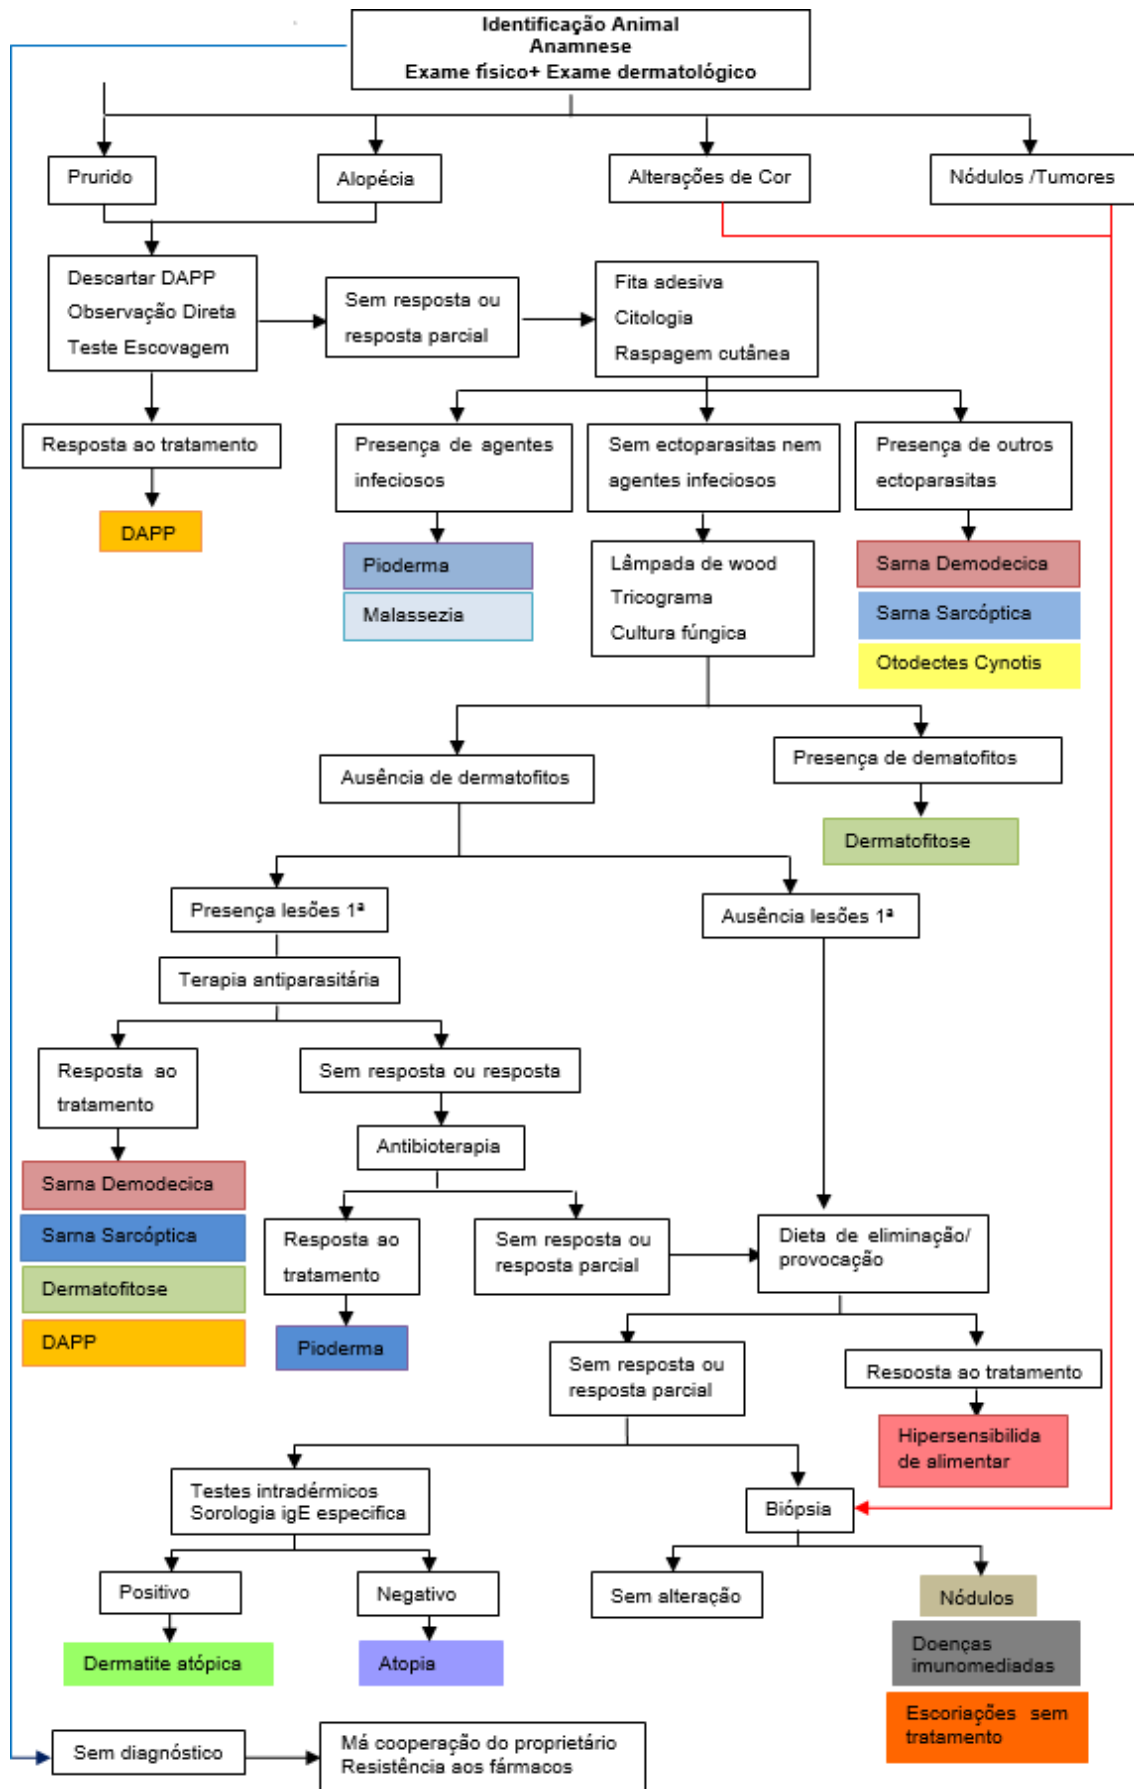 Identificação Animal
Anamnese
Exame físico+ Exame dermatológico
Prurido
Alopécia
Alterações de Cor
Nódulos /Tumores
Descartar DAPP
Observação Direta
Teste Escovagem
Sem resposta ou
resposta parcial
Fita adesiva
Citologia
Raspagem cutânea
Resposta ao tratamento
Presença de agentes
infeciosos
Sem ectoparasitas nem
agentes infeciosos
Presença de outros
ectoparasitas
DAPP
Pioderma
Malassezia
Lâmpada de wood
Tricograma
Cultura fúngica
Sarna Demodecica
Sarna Sarcóptica
Otodectes Cynotis
Ausência de dermatofitos
Presença de dematofitos
Dermatofitose
Presença lesões 1ª
Ausência lesões 1ª
Terapia antiparasitária
Resposta ao
tratamento
Sem resposta ou resposta
Antibioterapia
Sarna Demodecica
Sarna Sarcóptica
Dermatofitose
DAPP
Resposta ao
tratamento
Sem resposta ou
resposta parcial
Dieta de eliminação/
provocação
Pioderma
Sem resposta ou
resposta parcial
Resposta ao tratamento
Hipersensibilida
de alimentar
Testes intradérmicos
Sorologia igE especifica
Biópsia
Positivo
Negativo
Sem alteração
Nódulos
Dermatite atópica
Atopia
Doenças
imunomediadas
Escoriações sem
tratamento
Sem diagnóstico
Má cooperação do proprietário
Resistência aos fármacos